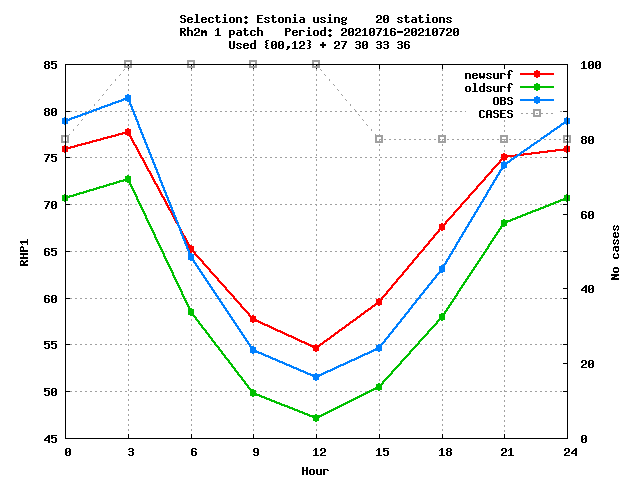 Selection: Estonia using    20 stations
Rh2m 1 patch   Period: 20210716-20210720
Used {00,12} + 27 30 33 36
85
80
75
70
65
60
55
50
45
RHP1
100
80
60
40
20
0
No cases
newsurf
oldsurf
OBS
CASES
0 3 6 9 12 15 18 21 24
Hour